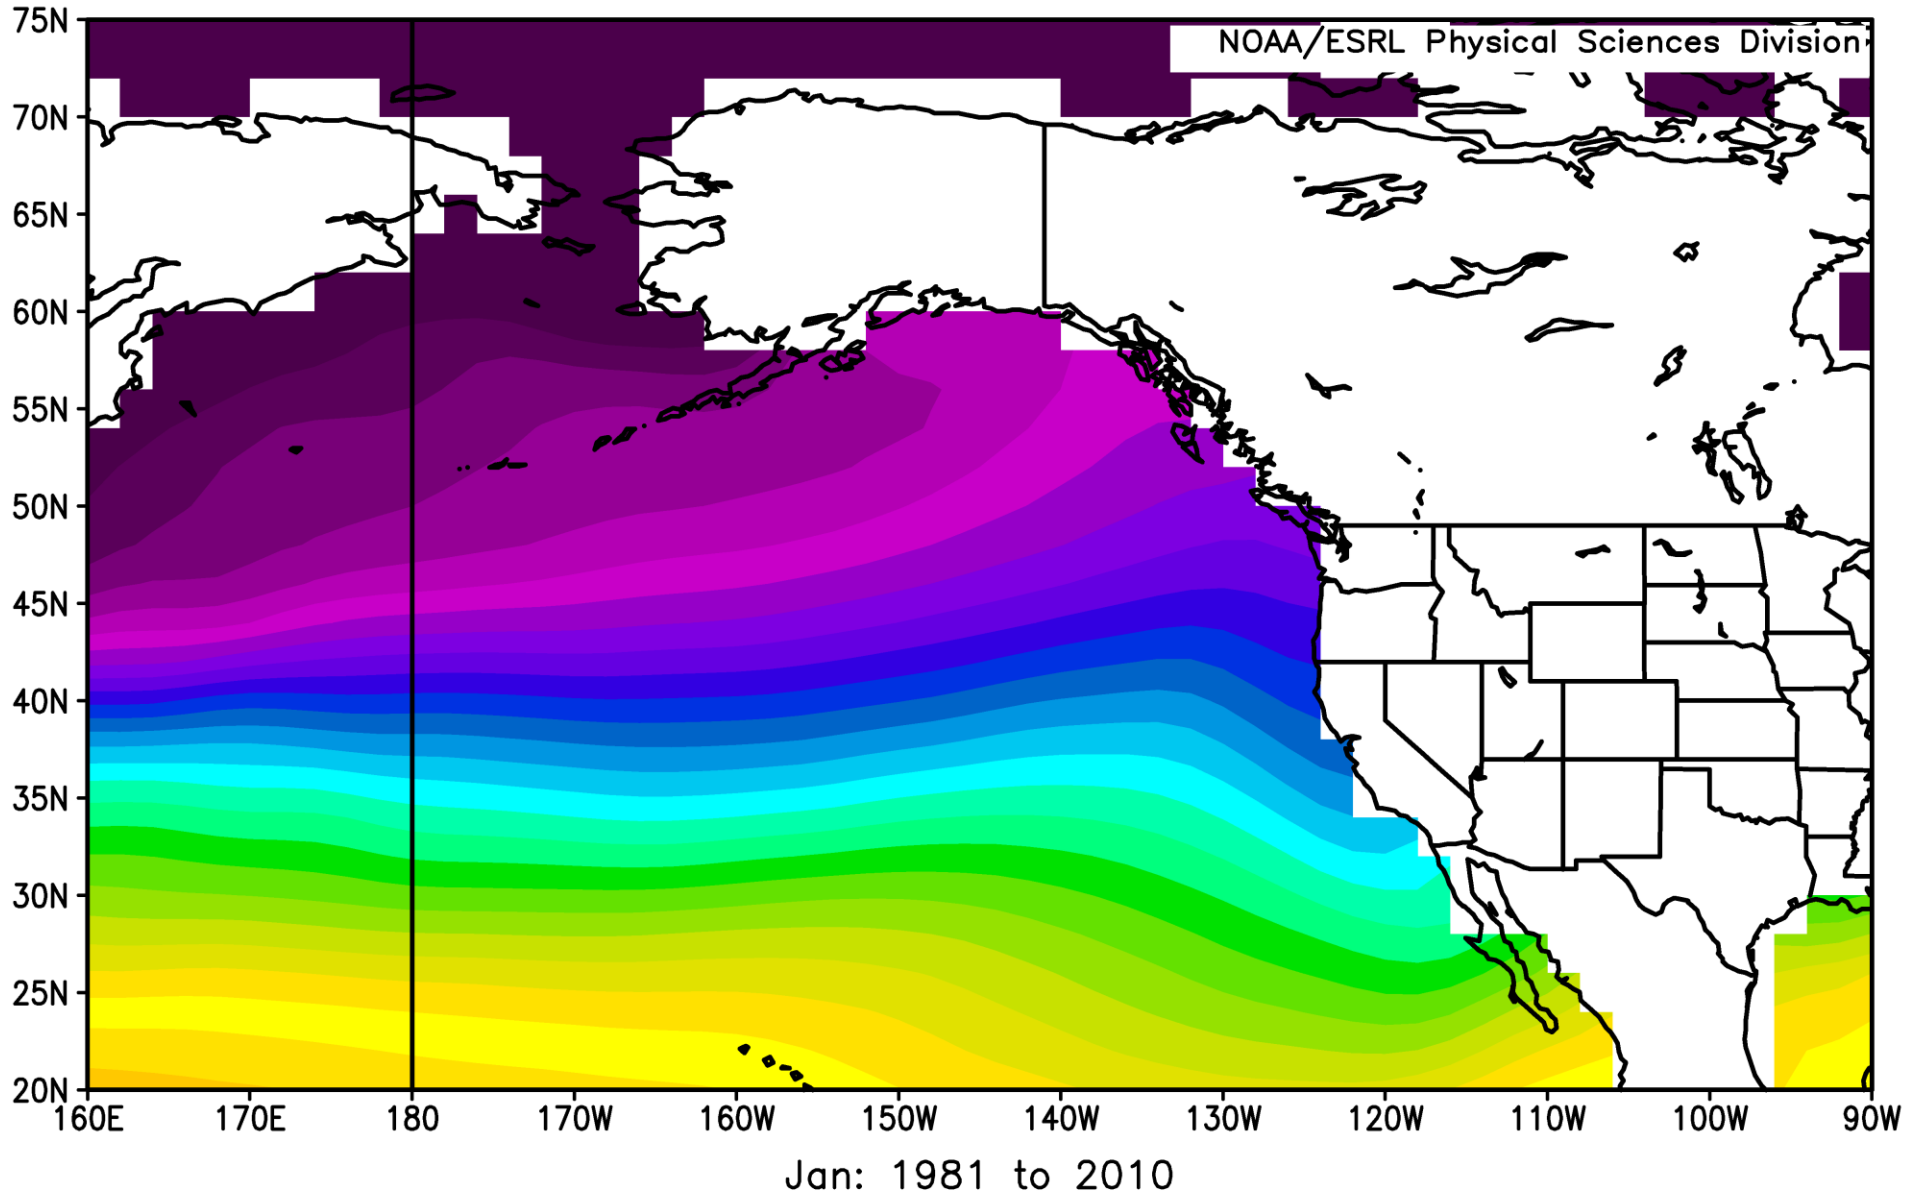 75N
NOAA/ESRL Physical Sciences Division
70N
65N
60N
55N
50N
45N
40N
35N
30N
25N
20N
160E 170E 180 170W 160W 150W 140W 130W 120W 110W 100W 90W
Jan: 1981 to 2010